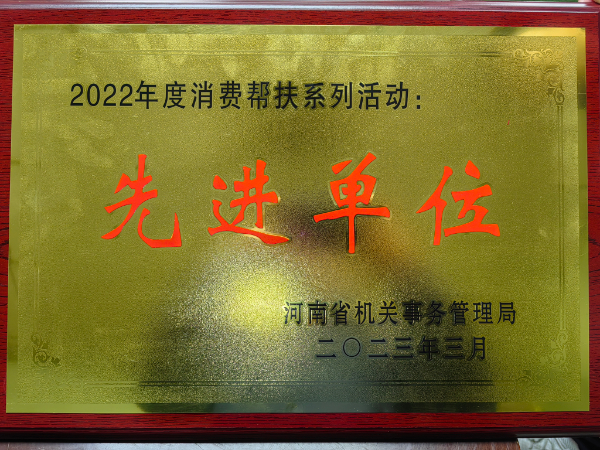 2022年度消费帮扶系列活动：
先进单位
河南省机关事务管理局
二〇二三年三月